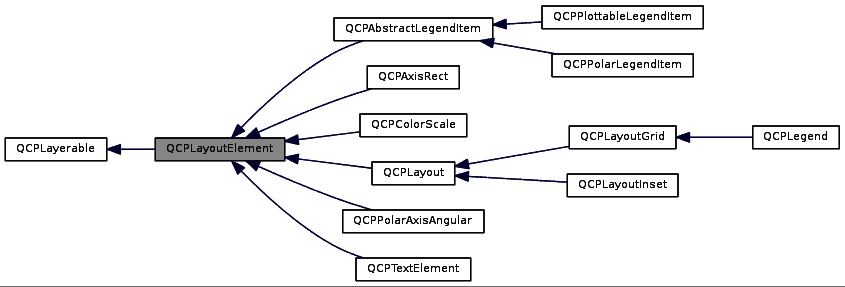 QCPPlottableLegendItem
QCPAbstractLegendItem
QCPPolarLegendItem
QCPAxisRect
QCPColorScale
QCPLayoutGrid
QCPLegend
QCPLayerable
QCPLayoutElement
QCPLayout
QCPLayoutInset
QCPPolarAxisAngular
QCPTextElement